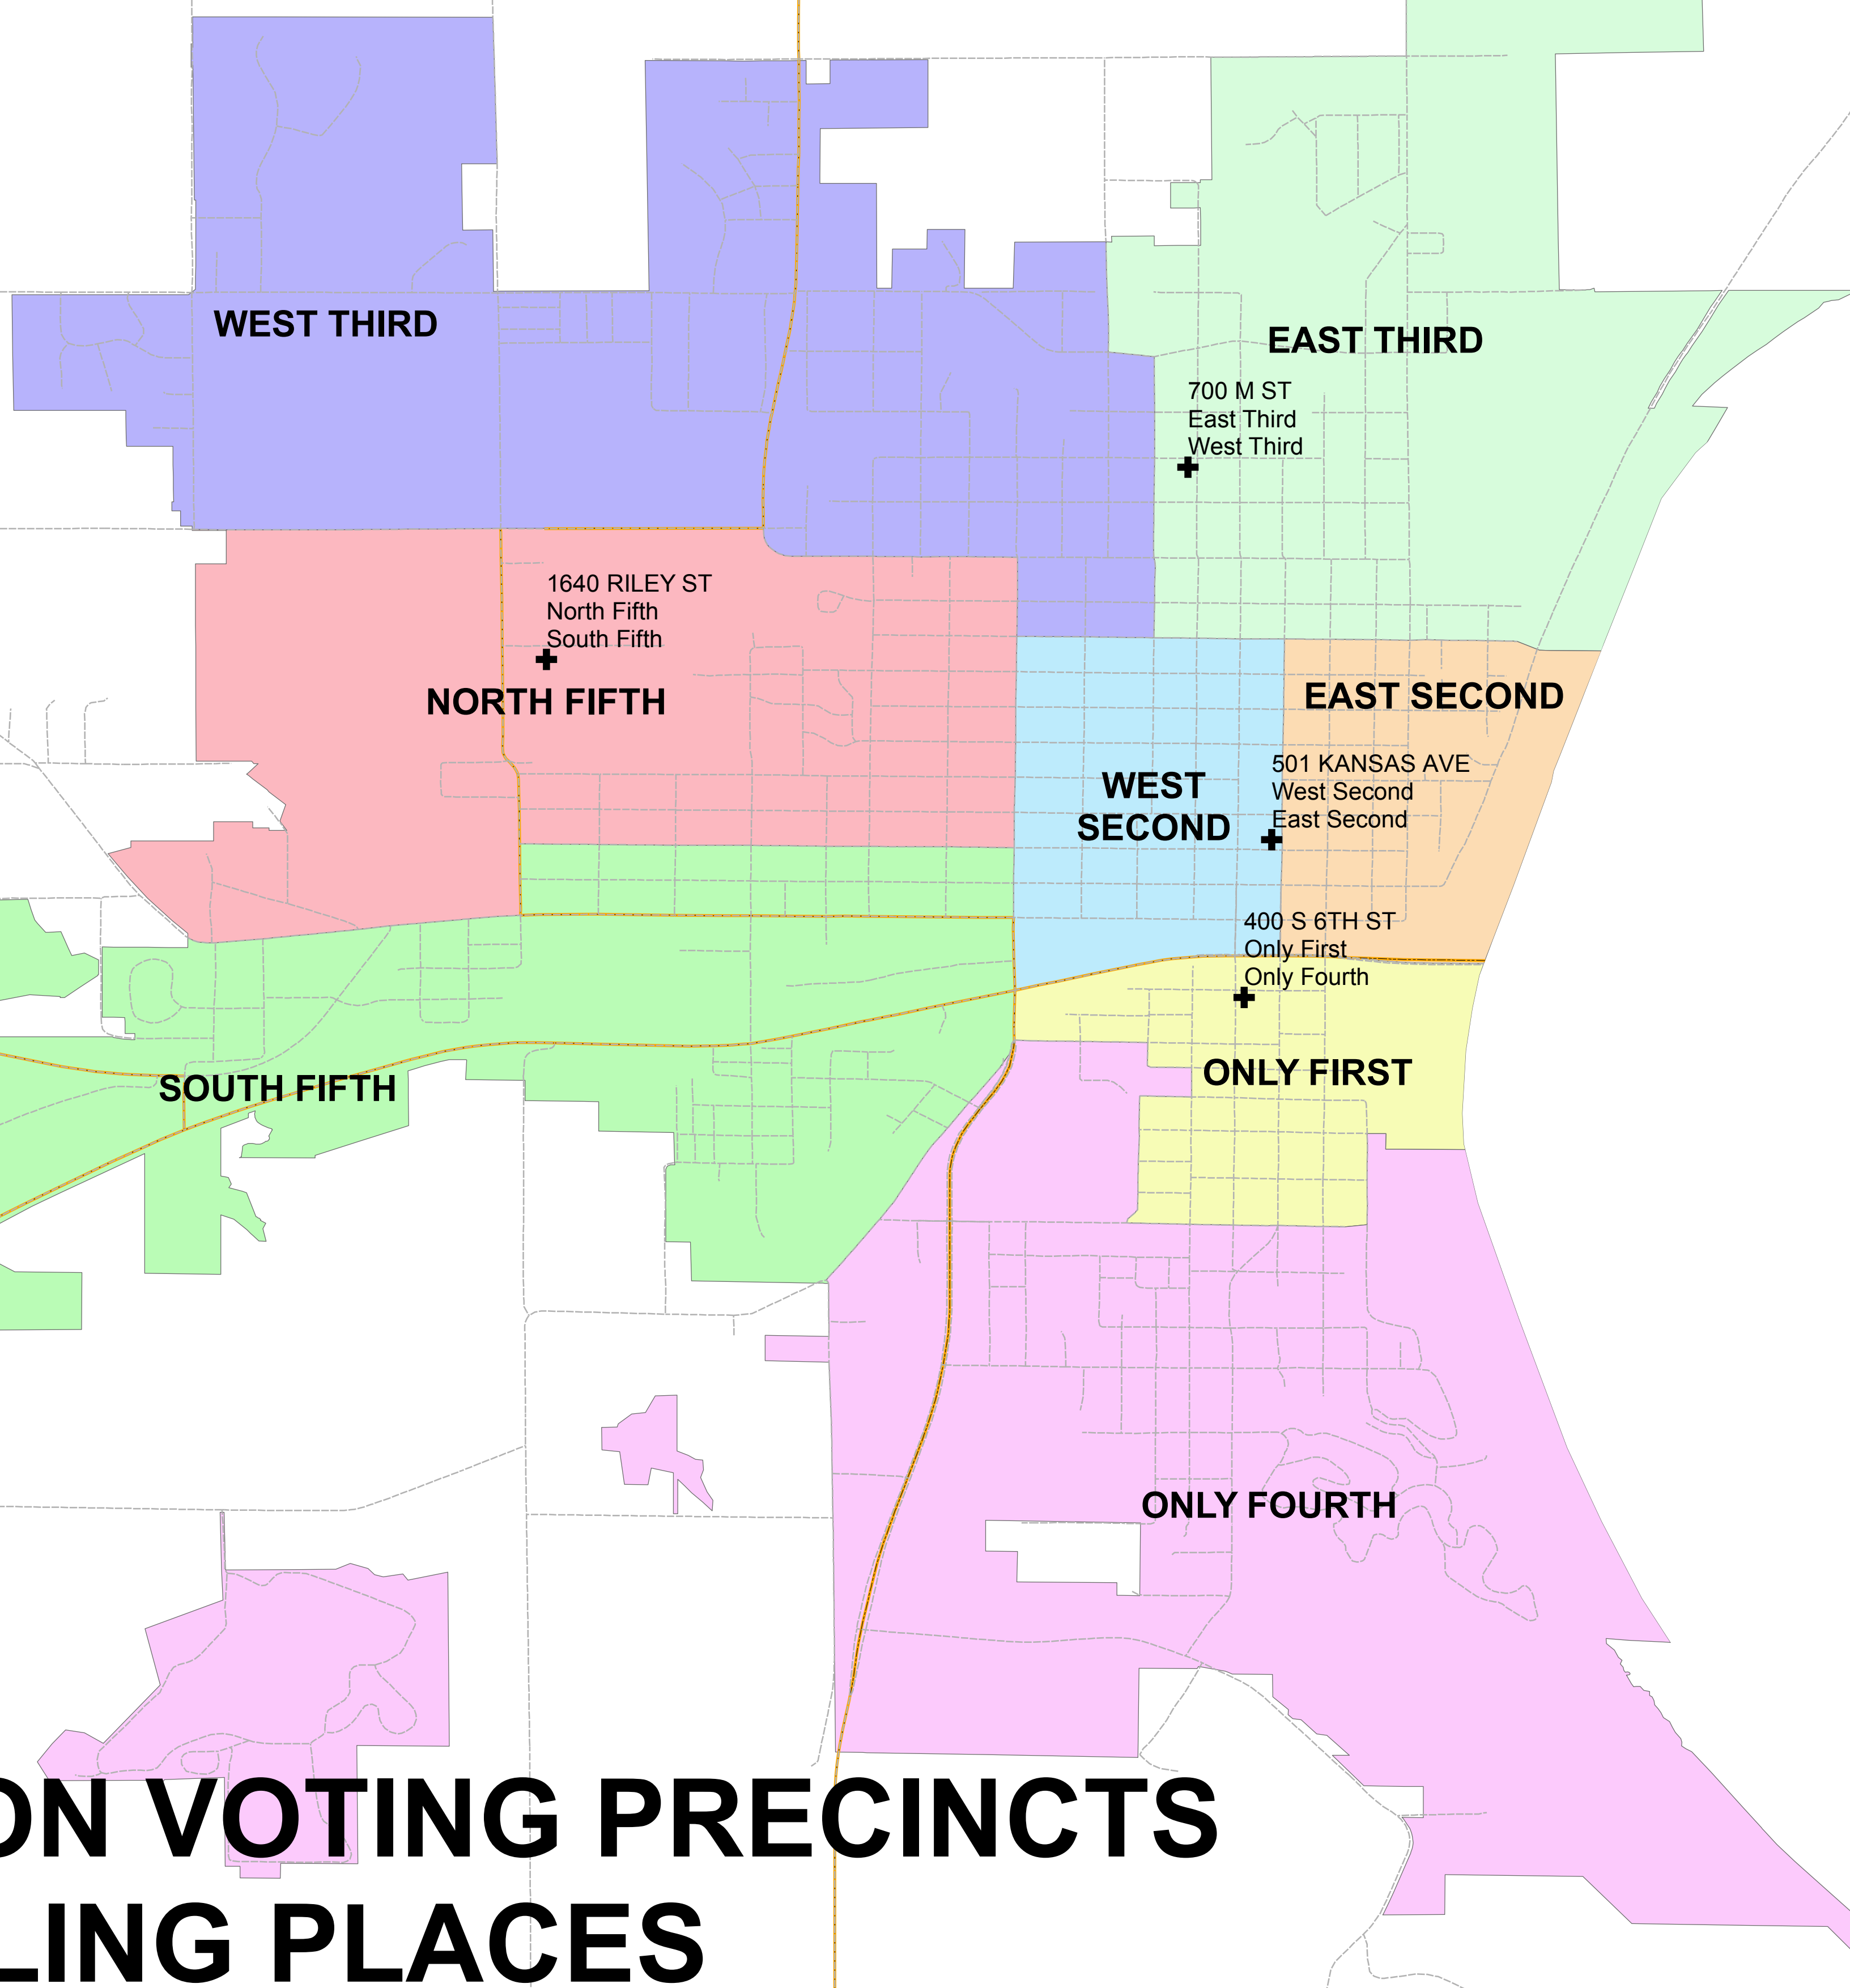 WEST THIRD
EAST THIRD
700 M ST
East Third
West Third
1640 RILEY ST
North Fifth
South Fifth
NORTH FIFTH
EAST SECOND
WEST
SECOND
501 KANSAS AVE
West Second
East Second
400 S 6TH ST
Only First
Only Fourth
ONLY FIRST
SOUTH FIFTH
ONLY FOURTH
ON VOTING PRECINCTS
LING PLACES